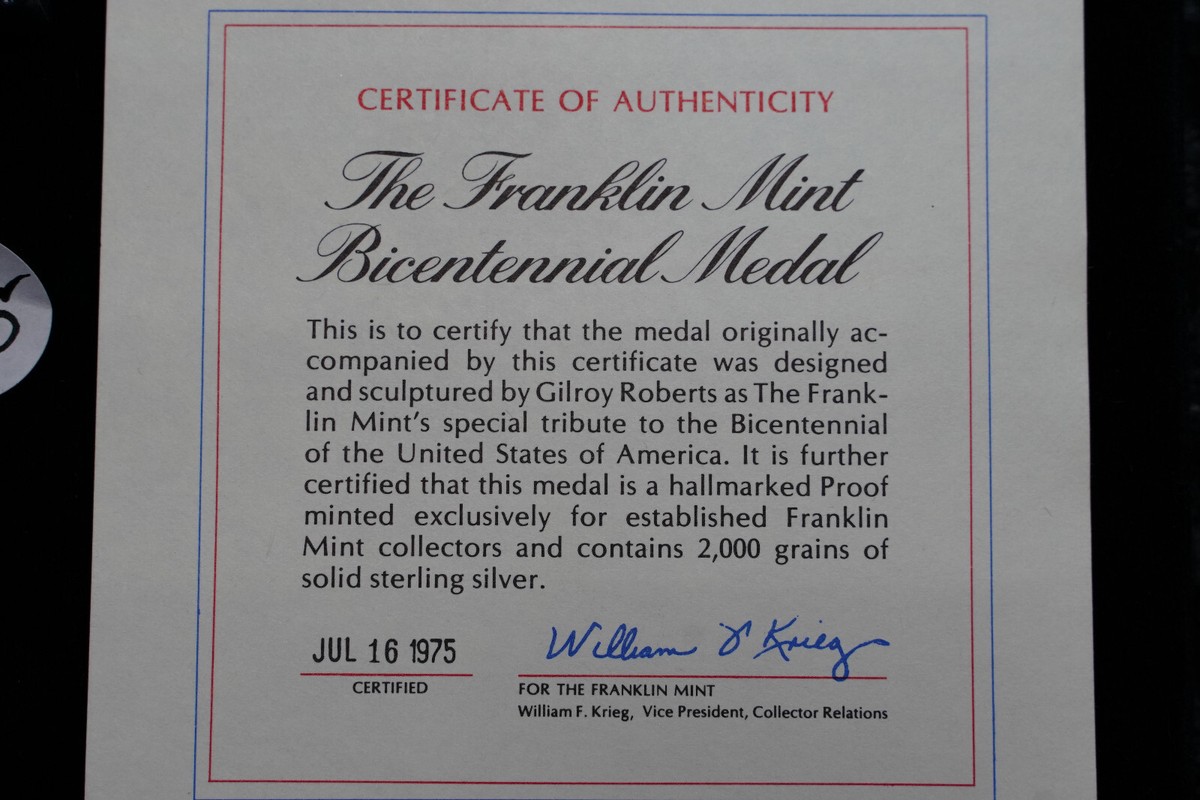 CERTIFICATE OF AUTHENTICITY
The Franklin Mint
Bicentennial Medal
This is to certify that the medal originally ac-
companied by this certificate was designed
and sculptured by Gilroy Roberts as The Frank-
lin Mint's special tribute to the Bicentennial
of the United States of America. It is further
certified that this medal is a hallmarked Proof
minted exclusively for established Franklin
Mint collectors and contains 2,000 grains of
solid sterling silver.
JUL 16 1975
William F Krieg
CERTIFIED
FOR THE FRANKLIN MINT
William F. Krieg, Vice President, Collector Relations